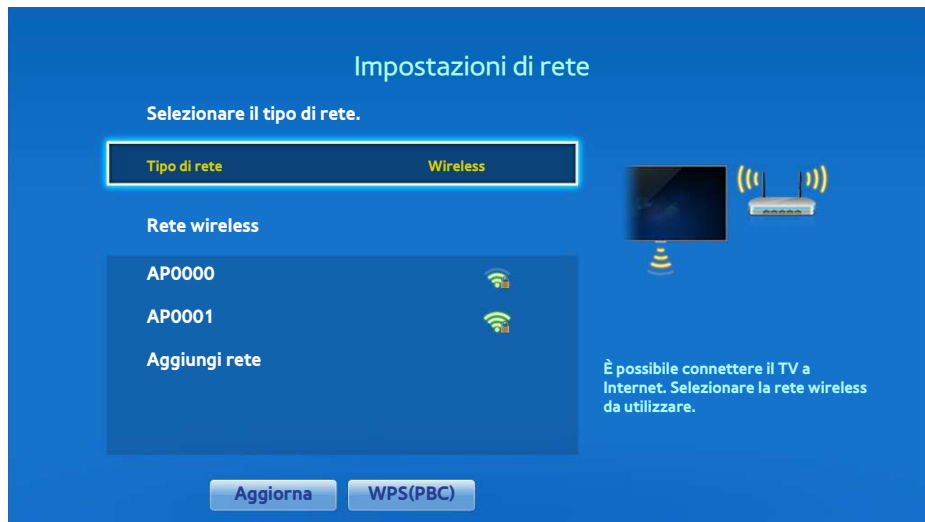 Impostazioni di rete
Selezionare il tipo di rete.
Tipo di rete Wireless
Rete wireless
AP0000
AP0001
Aggiungi rete
È possibile connettere il TV a
Internet. Selezionare la rete wireless
da utilizzare.
Aggiorna WPS(PBC)